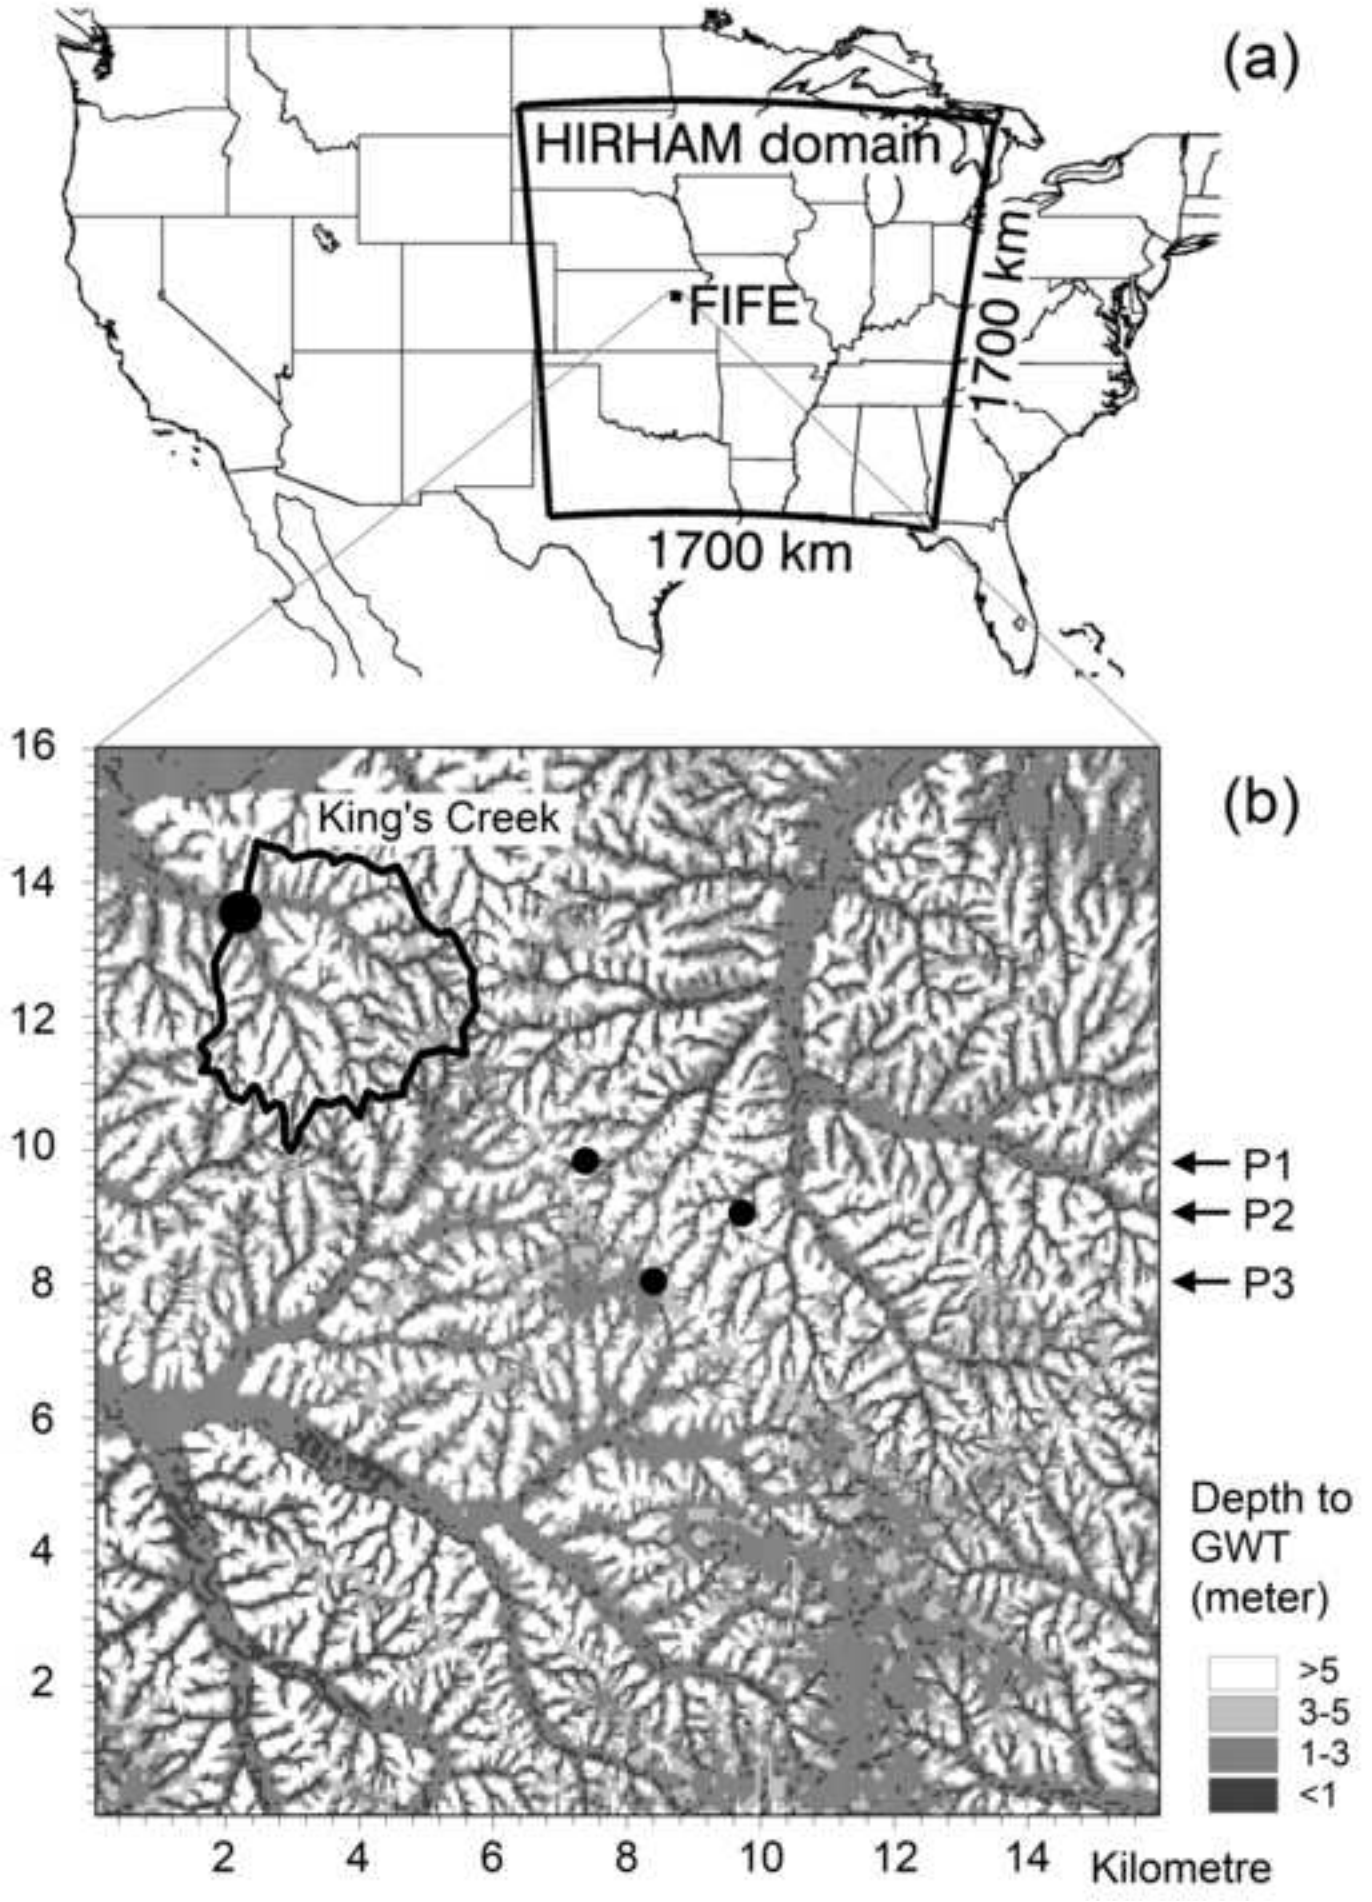 (a)
HIRHAM domain
FIFE
1700 km
1700 km
(b)
King's Creek
16
14
12
10
8
6
4
2
P1
P2
P3
Depth to
GWT
(meter)
>5
3-5
1-3
<1
2 4 6 8 10 12 14 Kilometre